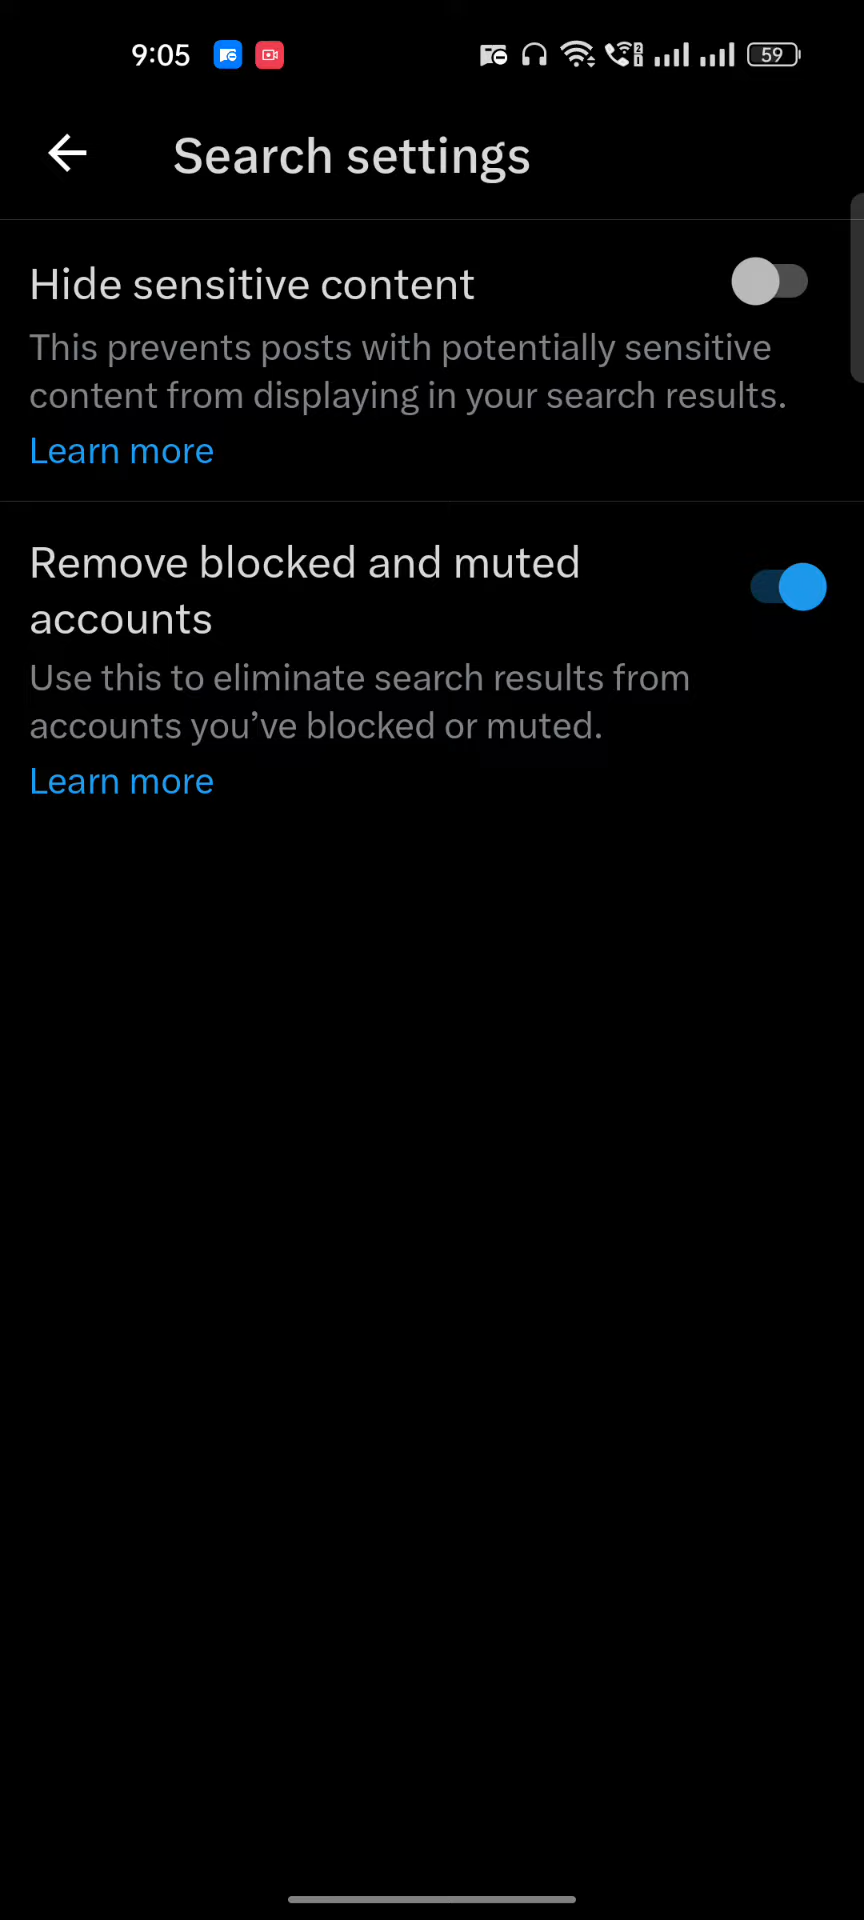 9:05
59
Search settings
Hide sensitive content
This prevents posts with potentially sensitive
content from displaying in your search results.
Learn more
Remove blocked and muted
accounts
Use this to eliminate search results from
accounts you’ve blocked or muted.
Learn more